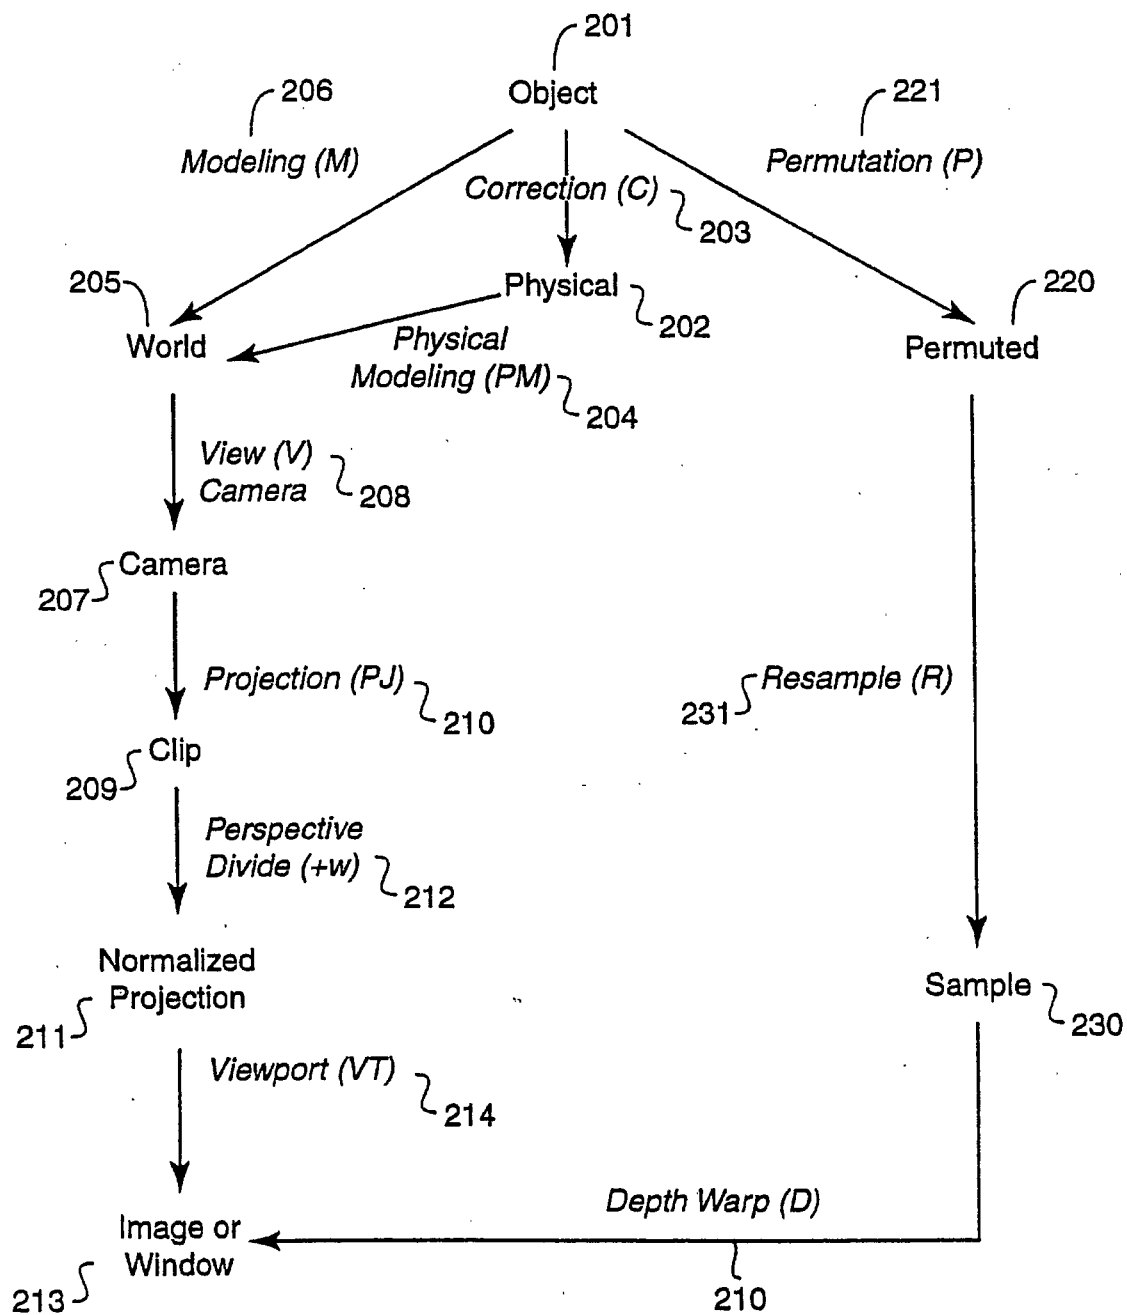 201
Object
206
221
Modeling (M)
Permutation (P)
Correction (C)
203
205
Physical
220
202
World
Physical
Permuted
Modeling (PM)
204
View (V)
Camera
208
Camera
207
Projection (PJ)
Resample (R)
210
231
Clip
209
Perspective
Divide (+w)
212
Normalized
Projection
Sample
211
230
Viewport (VT)
214
Depth Warp (D)
Image or
Window
213
210